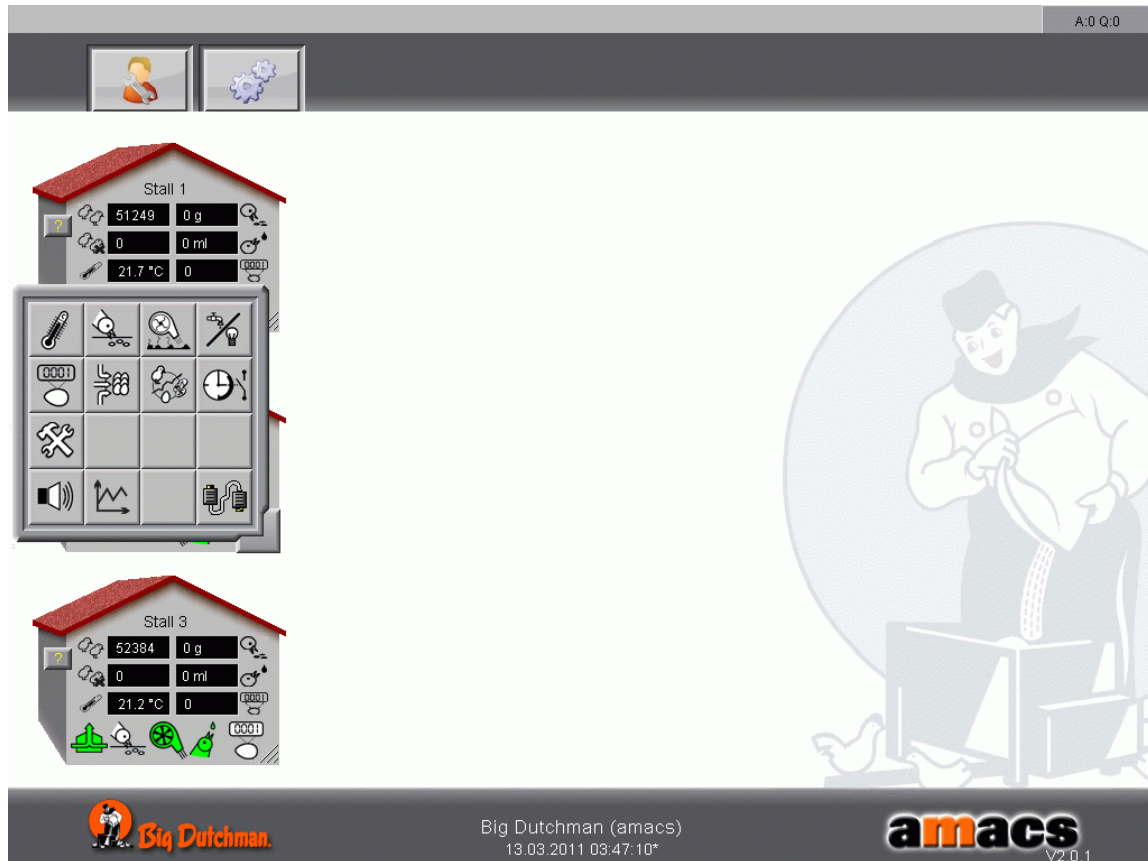 A:0 Q:0
Stall 1
?
51249 0 g
0 0 ml
21.7 °C 0
0001
0001
Stall 3
?
52384 0 g
0 0 ml
21.2 °C 0
0001
0001
Big Dutchman.
Big Dutchman (amacs)
13.03.2011 03:47:10*
amacs
V2.0.1